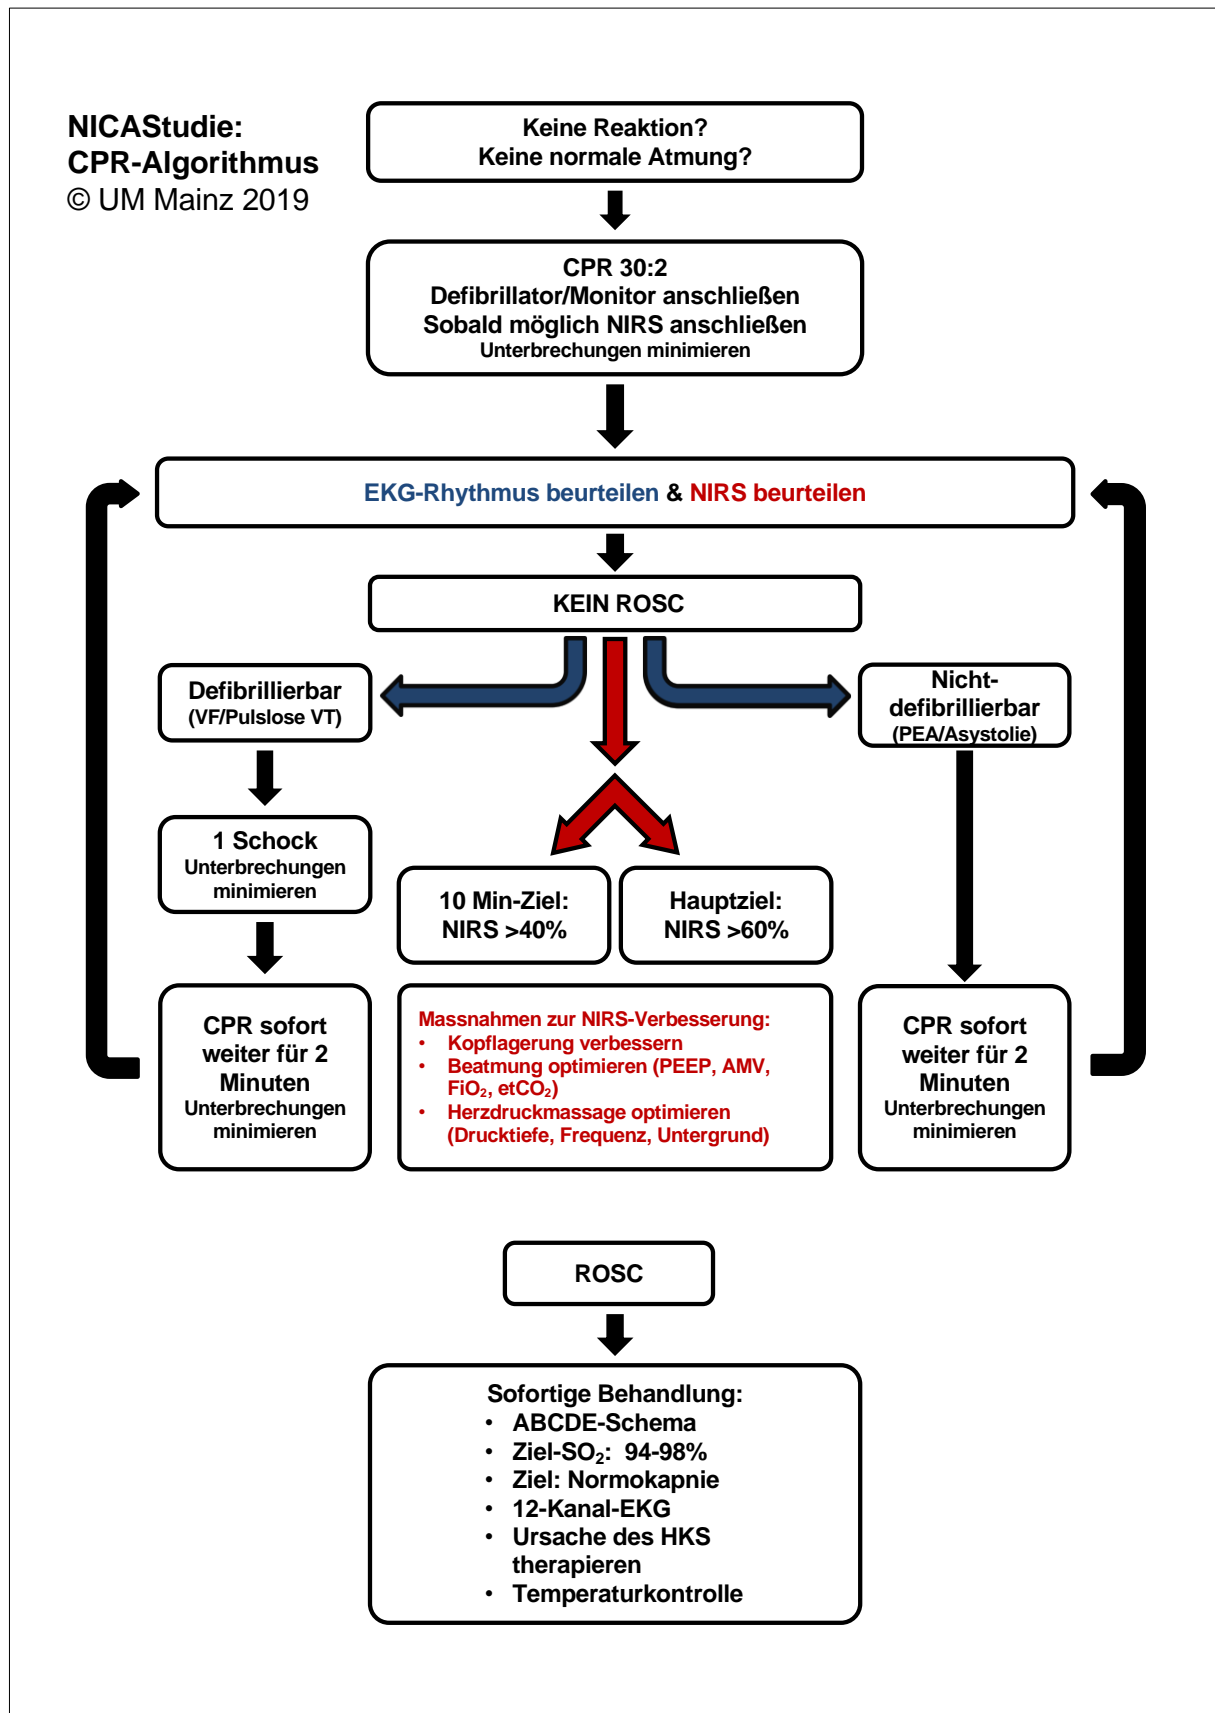 NICAStudie:
CPR-Algorithmus
© UM Mainz 2019
Keine Reaktion?
Keine normale Atmung?
CPR 30:2
Defibrillator/Monitor anschließen
Sobald möglich NIRS anschließen
Unterbrechungen minimieren
EKG-Rhythmus beurteilen & NIRS beurteilen
KEIN ROSC
Defibrillierbar
(VF/Pulslose VT)
Nicht-
defibrillierbar
(PEA/Asystolie)
1 Schock
Unterbrechungen
minimieren
10 Min-Ziel:
NIRS >40%
Hauptziel:
NIRS >60%
CPR sofort
weiter für 2
Minuten
Unterbrechungen
minimieren
Massnahmen zur NIRS-Verbesserung:
• Kopflagerung verbessern
• Beatmung optimieren (PEEP, AMV,
FiO₂, etCO₂)
• Herzdruckmassage optimieren
(Drucktiefe, Frequenz, Untergrund)
CPR sofort
weiter für 2
Minuten
Unterbrechungen
minimieren
ROSC
Sofortige Behandlung:
• ABCDE-Schema
• Ziel-SO₂: 94-98%
• Ziel: Normokapnie
• 12-Kanal-EKG
• Ursache des HKS
therapieren
• Temperaturkontrolle